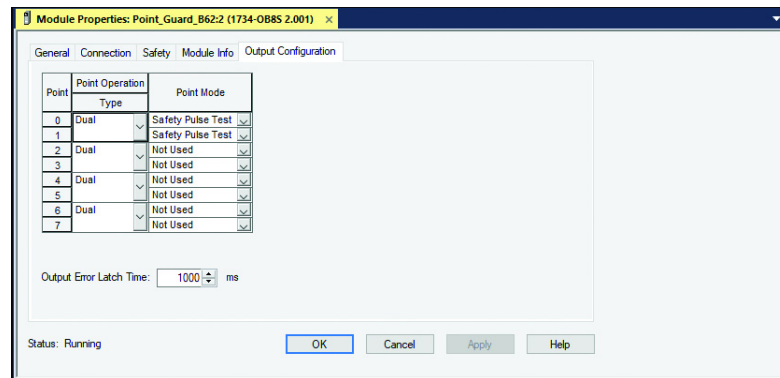 Module Properties: Point_Guard_B62:2 (1734-OB8S 2.001) ×
General Connection Safety Module Info Output Configuration
Point Point Operation Point Mode
Type
0 Dual Safety Pulse Test
1 Safety Pulse Test
2 Dual Not Used
3 Not Used
4 Dual Not Used
5 Not Used
6 Dual Not Used
7 Not Used
Output Error Latch Time: 1000 ms
Status: Running OK Cancel Apply Help